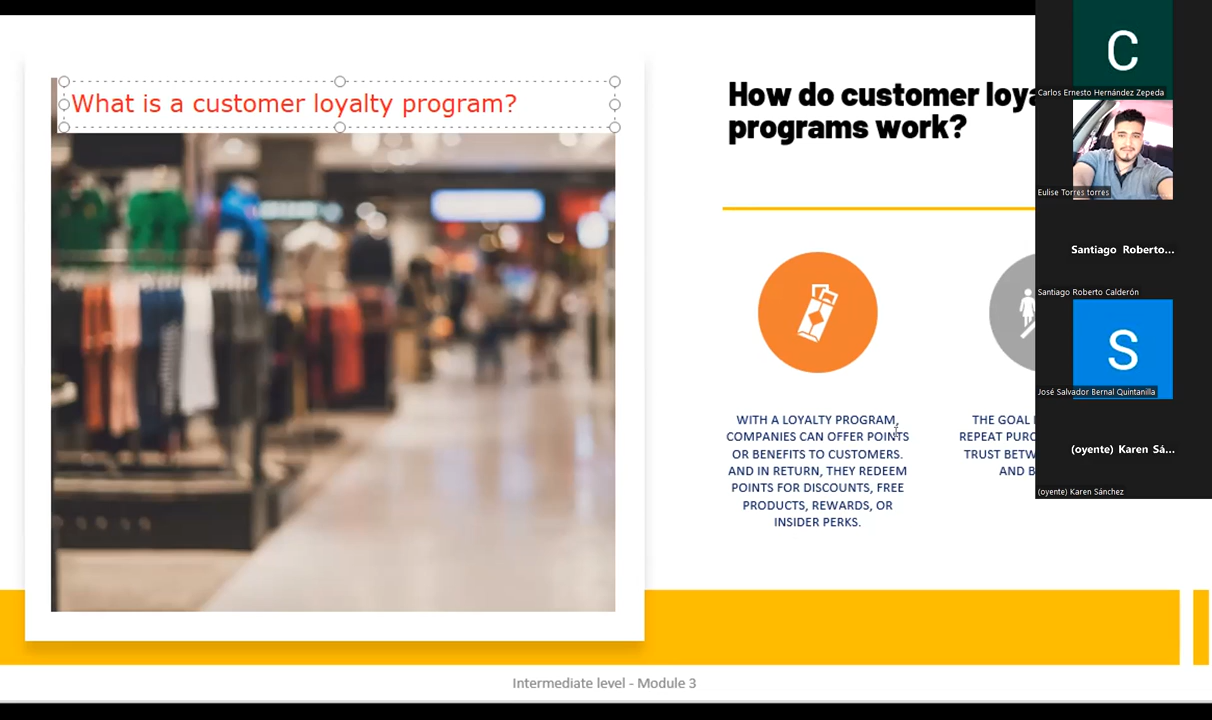 What is a customer loyalty program?
How do customer loya
programs work?
WITH A LOYALTY PROGRAM,
COMPANIES CAN OFFER POINTS
OR BENEFITS TO CUSTOMERS.
AND IN RETURN, THEY REDEEM
POINTS FOR DISCOUNTS, FREE
PRODUCTS, REWARDS, OR
INSIDER PERKS.
THE GOAL
REPEAT PURC
TRUST BETW
AND B
Intermediate level - Module 3
C
Carlos Ernesto Hernández Zepeda
Eulise Torres torres
Santiago Roberto...
Santiago Roberto Calderón
S
José Salvador Bernal Quintanilla
(oyente) Karen Sá...
(oyente) Karen Sánchez